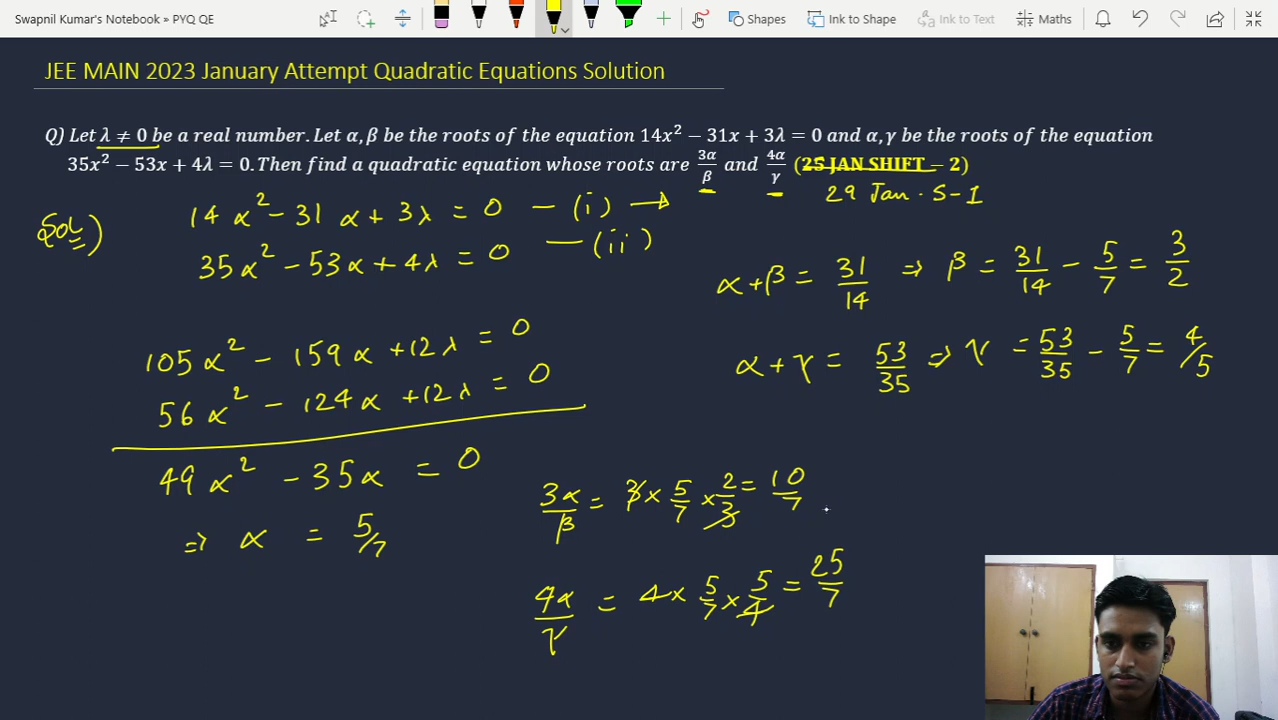 Swapnil Kumar's Notebook » PYQ QE
Shapes Ink to Shape Ink to Text Maths
JEE MAIN 2023 January Attempt Quadratic Equations Solution
Q) Let λ ≠ 0 be a real number. Let α, β be the roots of the equation 14x² − 31x + 3λ = 0 and α, γ be the roots of the equation
35x² − 53x + 4λ = 0. Then find a quadratic equation whose roots are 3α/β and 4α/γ (25 JAN SHIFT − 2)
29 Jan. S-I
Sol)
14α² − 31α + 3λ = 0 — (i) →
35α² − 53α + 4λ = 0 — (ii)
105α² − 159α + 12λ = 0
56α² − 124α + 12λ = 0
49α² − 35α = 0
⇒ α = 5/7
α + β = 31/14 ⇒ β = 31/14 − 5/7 = 3/2
α + γ = 53/35 ⇒ γ = 53/35 − 5/7 = 4/5
3α/β = 3 × 5/7 × 2/3 = 10/7
4α/γ = 4 × 5/7 × 5/4 = 25/7